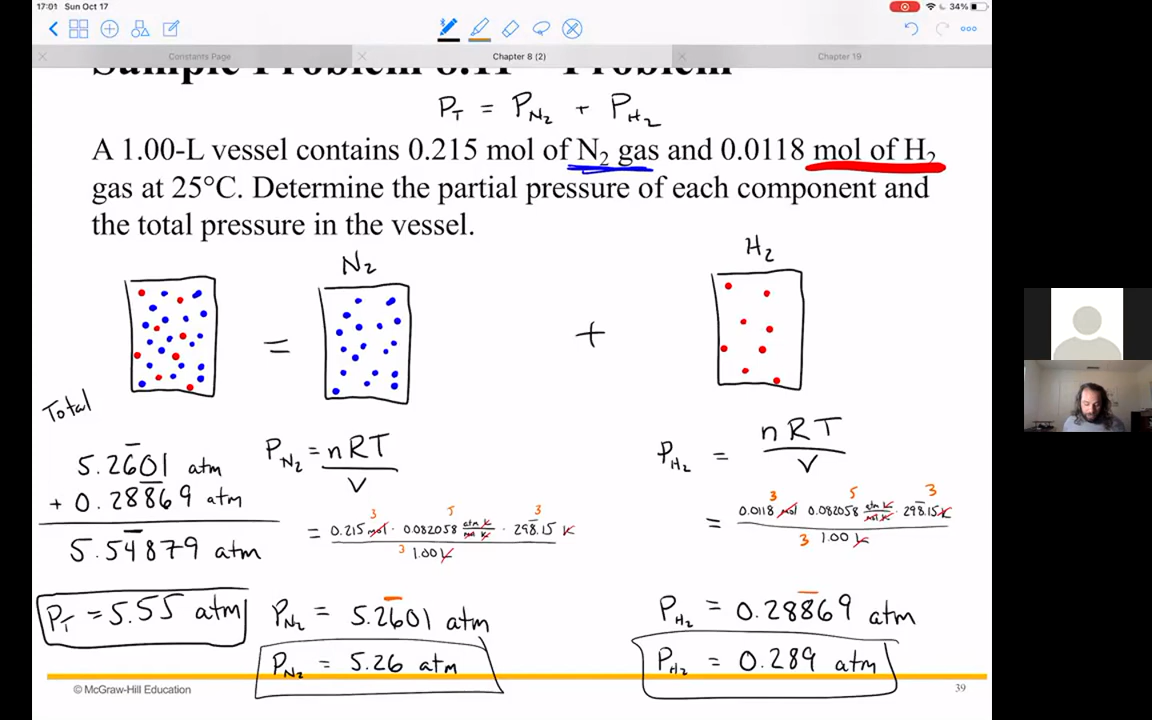 17:01 Sun Oct 17
34%
Constants Page
Chapter 8 (2)
Chapter 19
Sample Problem 8.11 Problem
P_T = P_N₂ + P_H₂
A 1.00-L vessel contains 0.215 mol of N₂ gas and 0.0118 mol of H₂
gas at 25°C. Determine the partial pressure of each component and
the total pressure in the vessel.
N₂
H₂
= +
Total
5.2601 atm
+ 0.28869 atm
5.54879 atm
P_T = 5.55 atm
P_N₂ = nRT
V
3 5 3
= 0.215 mol · 0.082058 atm L/mol K · 298.15 K
3 1.00 L
P_N₂ = 5.2601 atm
P_N₂ = 5.26 atm
P_H₂ = nRT
V
3 5 3
= 0.0118 mol 0.082058 atm L/mol K · 298.15 K
3 1.00 L
P_H₂ = 0.28869 atm
P_H₂ = 0.289 atm
© McGraw-Hill Education
39